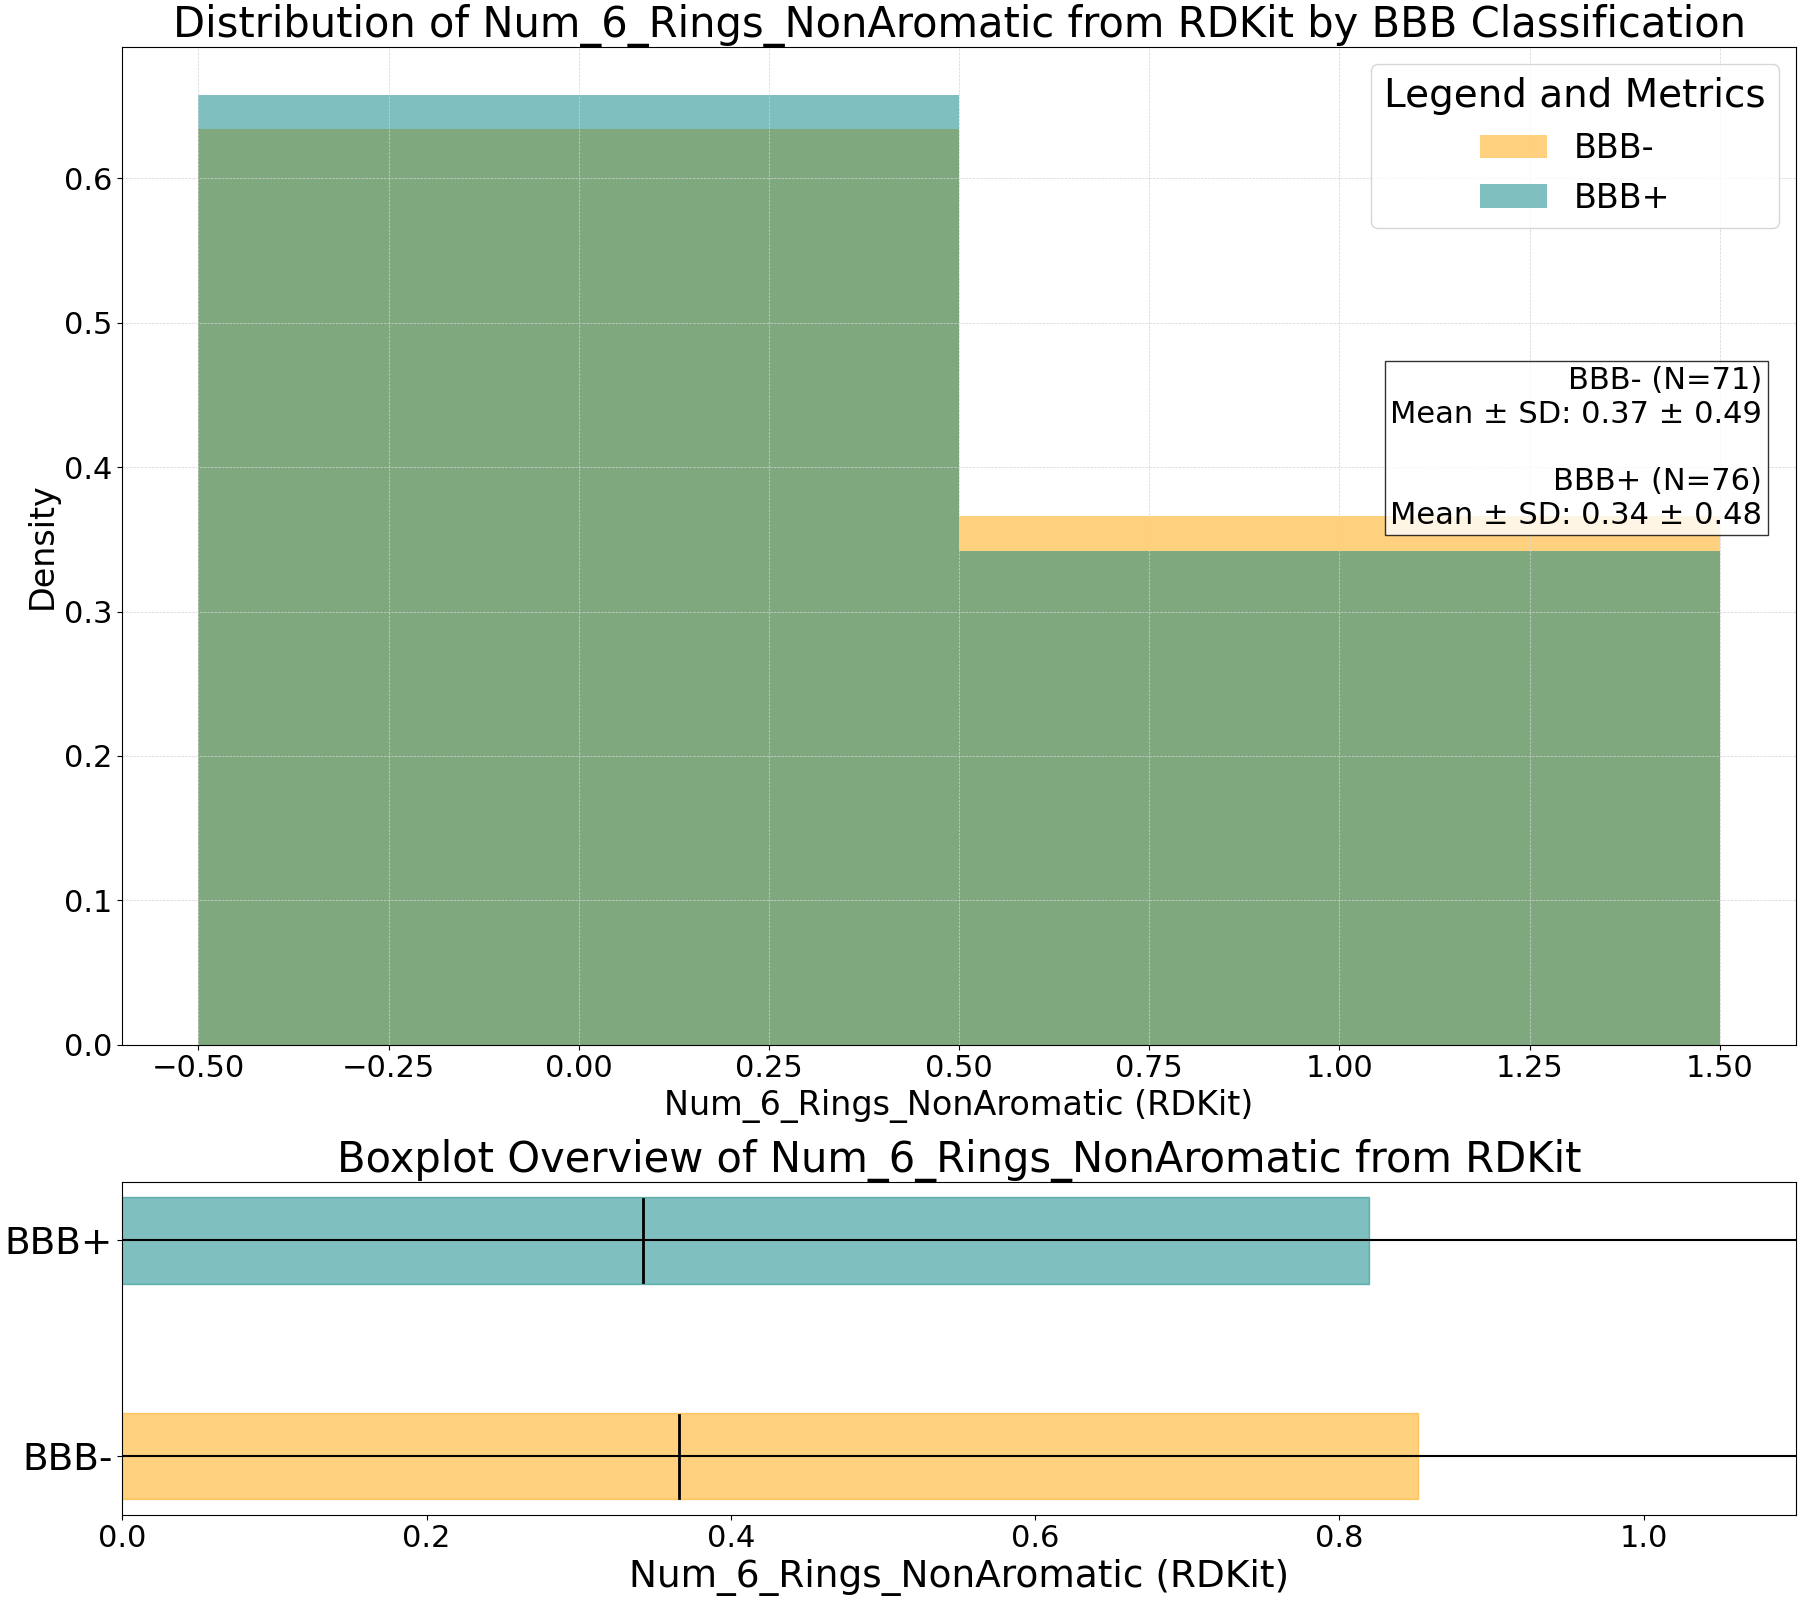 Distribution of Num_6_Rings_NonAromatic from RDKit by BBB Classification
Legend and Metrics
BBB-
BBB+
BBB- (N=71)
Mean ± SD: 0.37 ± 0.49
BBB+ (N=76)
Mean ± SD: 0.34 ± 0.48
Density
0.6
0.5
0.4
0.3
0.2
0.1
0.0
−0.50 −0.25 0.00 0.25 0.50 0.75 1.00 1.25 1.50
Num_6_Rings_NonAromatic (RDKit)
Boxplot Overview of Num_6_Rings_NonAromatic from RDKit
BBB+
BBB-
0.0 0.2 0.4 0.6 0.8 1.0
Num_6_Rings_NonAromatic (RDKit)